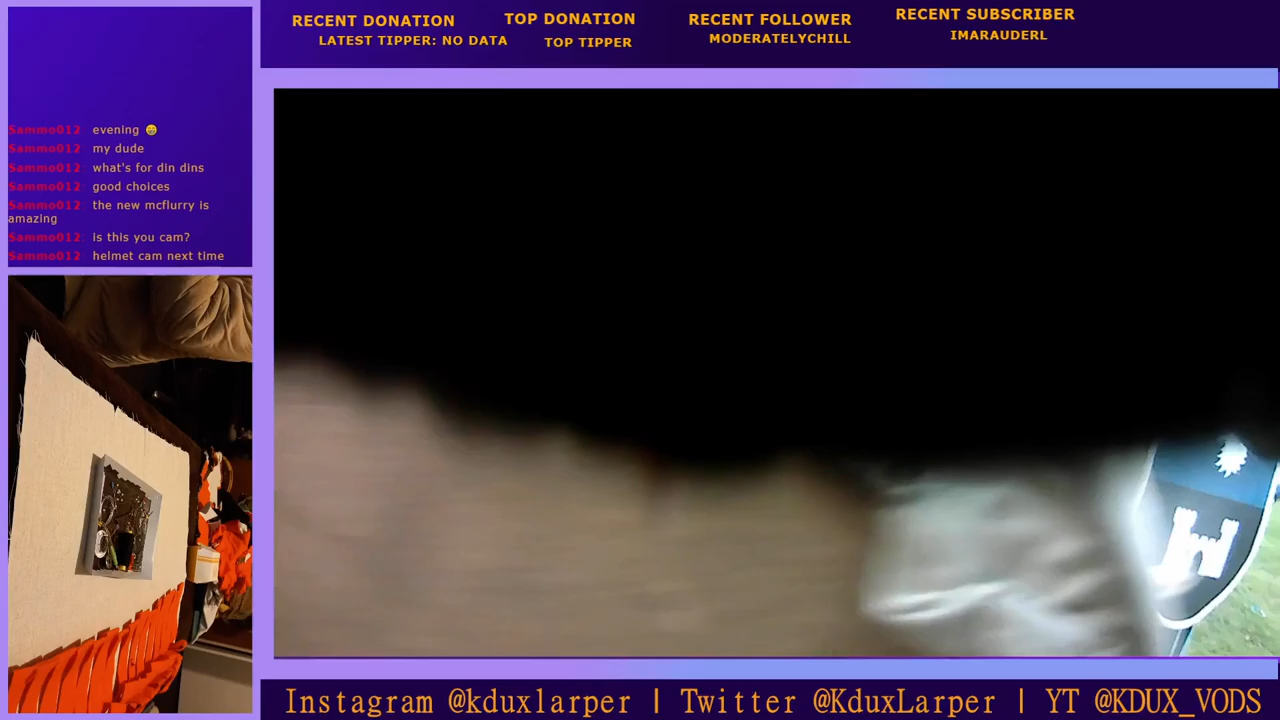 RECENT DONATION
LATEST TIPPER: NO DATA
TOP DONATION
TOP TIPPER
RECENT FOLLOWER
MODERATELYCHILL
RECENT SUBSCRIBER
IMARAUDERL
Sammo012 evening
Sammo012 my dude
Sammo012 what's for din dins
Sammo012 good choices
Sammo012 the new mcflurry is
amazing
Sammo012 is this you cam?
Sammo012 helmet cam next time
Instagram @kduxlarper | Twitter @KduxLarper | YT @KDUX_VODS